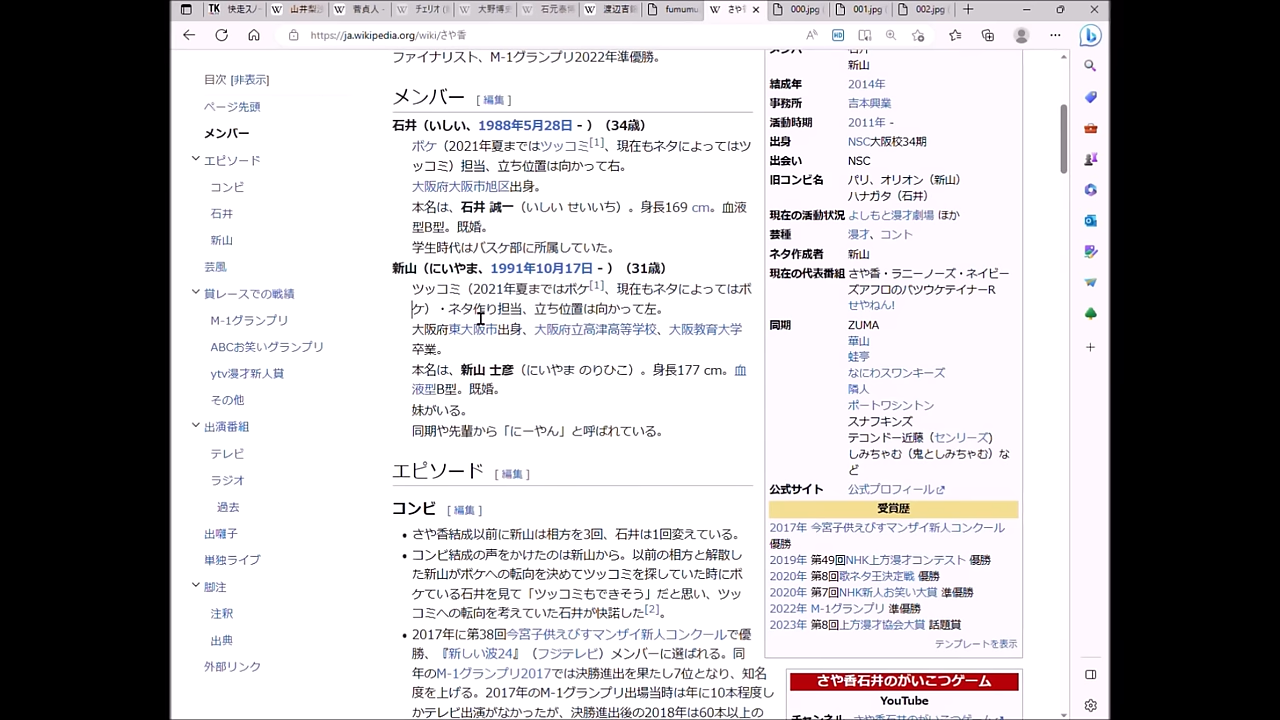 快走スノ
山井梨
菅貞人 -
チェリオ (
大野博
石元泰
渡辺吉
fumumu
さや
000.jpg (
001.jpg (
002.jpg (
https://ja.wikipedia.org/wiki/さや香
目次 [非表示]
ページ先頭
メンバー
エピソード
コンビ
石井
新山
芸風
賞レースでの戦績
M-1グランプリ
ABCお笑いグランプリ
ytv漫才新人賞
その他
出演番組
テレビ
ラジオ
過去
出囃子
単独ライブ
脚注
注釈
出典
外部リンク
ファイナリスト、M-1グランプリ2022年準優勝。
メンバー [ 編集 ]
石井（いしい、1988年5月28日 - ）（34歳）
ボケ（2021年夏まではツッコミ[1]、現在もネタによってはツ
ッコミ）担当、立ち位置は向かって右。
大阪府大阪市旭区出身。
本名は、石井 誠一（いしい せいいち）。身長169 cm。血液
型B型。既婚。
学生時代はバスケ部に所属していた。
新山（にいやま、1991年10月17日 - ）（31歳）
ツッコミ（2021年夏まではボケ[1]、現在もネタによってはボ
ケ）・ネタ作り担当、立ち位置は向かって左。
大阪府東大阪市出身、大阪府立高津高等学校、大阪教育大学
卒業。
本名は、新山 士彦（にいやま のりひこ）。身長177 cm。血
液型B型。既婚。
妹がいる。
同期や先輩から「にーやん」と呼ばれている。
エピソード [ 編集 ]
コンビ [ 編集 ]
• さや香結成以前に新山は相方を3回、石井は1回変えている。
• コンビ結成の声をかけたのは新山から。以前の相方と解散し
た新山がボケへの転向を決めてツッコミを探していた時にボ
ケている石井を見て「ツッコミもできそう」だと思い、ツッ
コミへの転向を考えていた石井が快諾した[2]。
• 2017年に第38回今宮子供えびすマンザイ新人コンクールで優
勝、『新しい波24』（フジテレビ）メンバーに選ばれる。同
年のM-1グランプリ2017では決勝進出を果たし7位となり、知名
度を上げる。2017年のM-1グランプリ出場当時は年に10本程度し
かテレビ出演がなかったが、決勝進出後の2018年は60本以上の
メンバ 石井
新山
結成年 2014年
事務所 吉本興業
活動時期 2011年 -
出身 NSC大阪校34期
出会い NSC
旧コンビ名 パリ、オリオン（新山）
ハナガタ（石井）
現在の活動状況 よしもと漫才劇場 ほか
芸種 漫才、コント
ネタ作成者 新山
現在の代表番組 さや香・ラニーノーズ・ネイビー
ズアフロのバツウケテイナーR
せやねん!
同期 ZUMA
華山
蛙亭
なにわスワンキーズ
隣人
ポートワシントン
スナフキンズ
テコンドー近藤（センリーズ）
しみちゃむ（鬼としみちゃむ）な
ど
公式サイト 公式プロフィール
受賞歴
2017年 今宮子供えびすマンザイ新人コンクール
優勝
2019年 第49回NHK上方漫才コンテスト 優勝
2020年 第8回歌ネタ王決定戦 優勝
2020年 第7回NHK新人お笑い大賞 準優勝
2022年 M-1グランプリ 準優勝
2023年 第8回上方漫才協会大賞 話題賞
テンプレートを表示
さや香石井のがいこつゲーム
YouTube
チャンネル さや香石井のがいこつゲーム